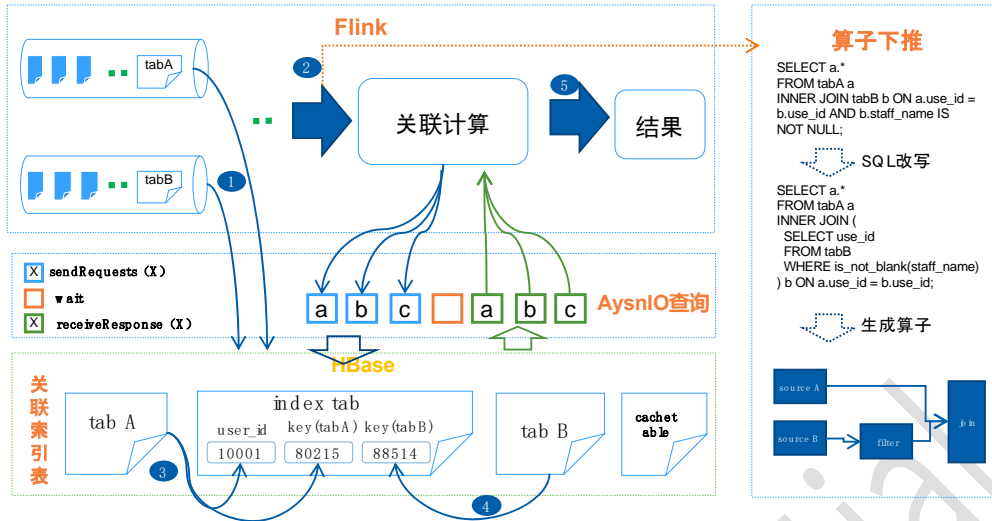 Flink
tabA
tabB
1
2
关联计算
5
结果
X sendRequests (X)
wait
X receiveResponse (X)
a b c a b c
AysnIO查询
HBase
关联索引表
tab A
index tab
user_id key(tabA) key(tabB)
10001 80215 88514
tab B
cachet
able
3
4
算子下推
SELECT a.*
FROM tabA a
INNER JOIN tabB b ON a.use_id =
b.use_id AND b.staff_name IS
NOT NULL;
SQL改写
SELECT a.*
FROM tabA a
INNER JOIN (
SELECT use_id
FROM tabB
WHERE is_not_blank(staff_name)
) b ON a.use_id = b.use_id;
生成算子
source A
source B
filter
join